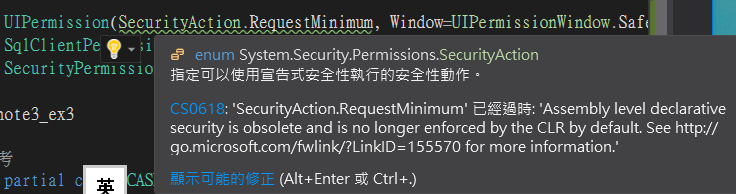 UIPermission(SecurityAction.RequestMinimum, Window=UIPermissionWindow.Safe
SqlClientPe
SecurityPermission
enum System.Security.Permissions.SecurityAction
指定可以使用宣告式安全性執行的安全性動作。
CS0618: 'SecurityAction.RequestMinimum' 已經過時: 'Assembly level declarative
security is obsolete and is no longer enforced by the CLR by default. See http://
go.microsoft.com/fwlink/?LinkID=155570 for more information.'
note3_ex3
考
partial c
CAS
英
顯示可能的修正 (Alt+Enter 或 Ctrl+.)